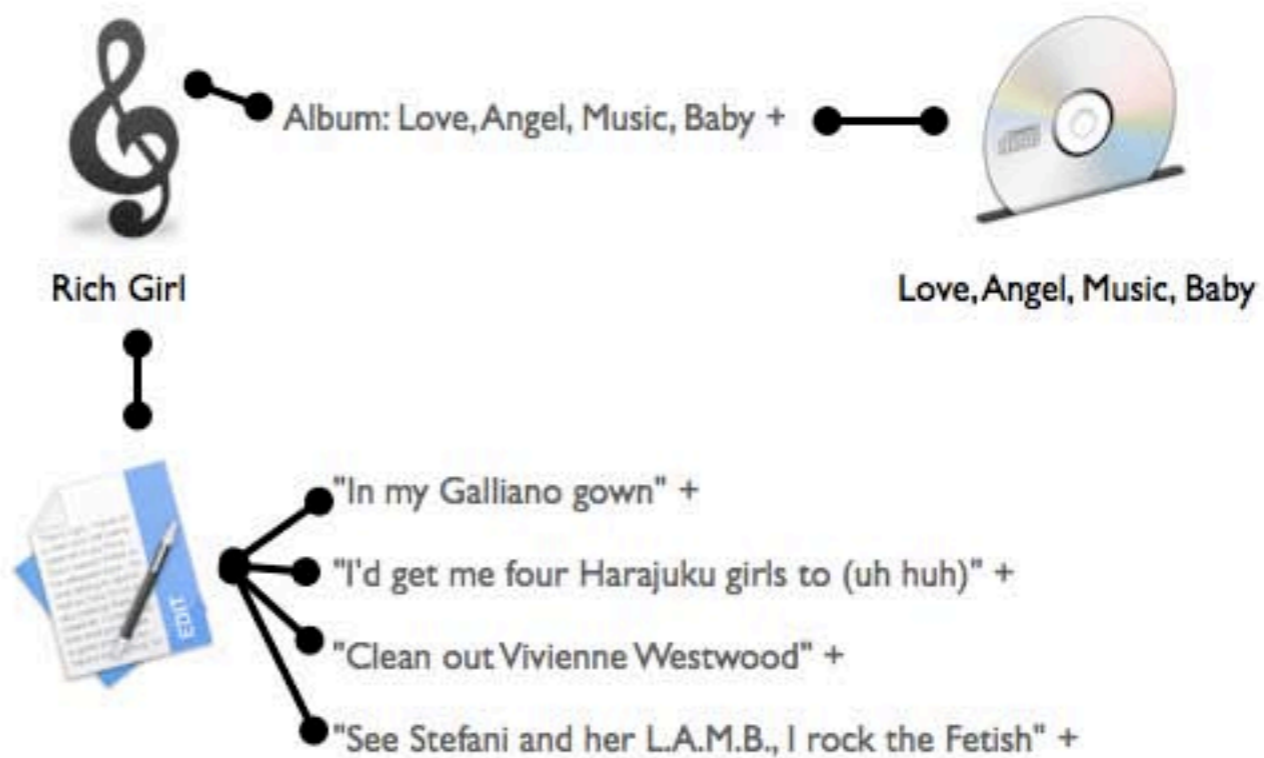 Album: Love, Angel, Music, Baby +
Rich Girl
Love, Angel, Music, Baby
"In my Galliano gown" +
"I'd get me four Harajuku girls to (uh huh)" +
EDIT
"Clean out Vivienne Westwood" +
"See Stefani and her L.A.M.B., I rock the Fetish" +